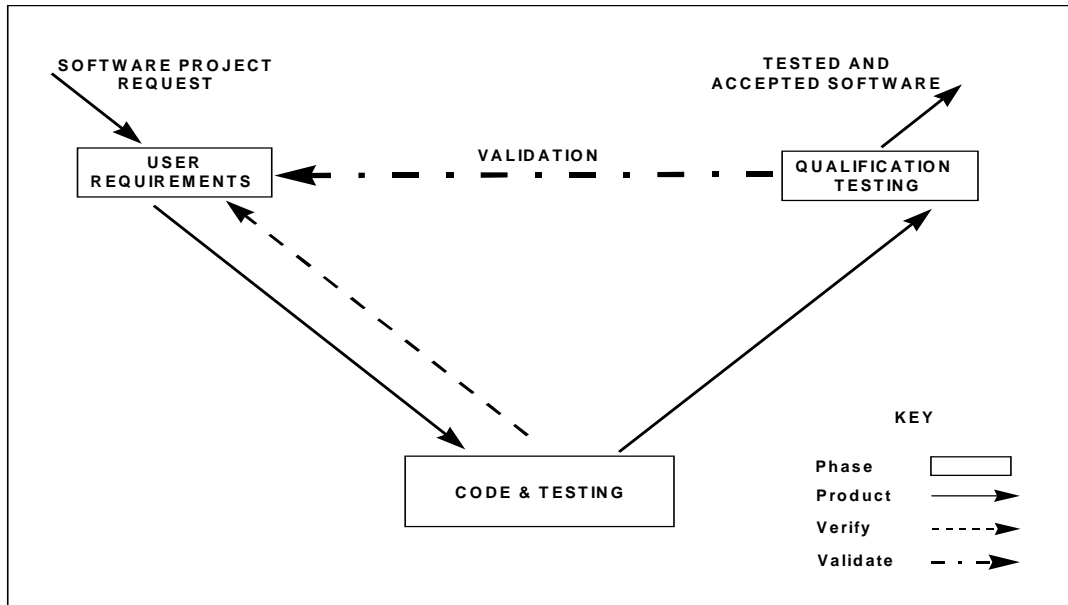 SOFTWARE PROJECT
REQUEST
TESTED AND
ACCEPTED SOFTWARE
USER
REQUIREMENTS
VALIDATION
QUALIFICATION
TESTING
CODE & TESTING
KEY
Phase
Product
Verify
Validate